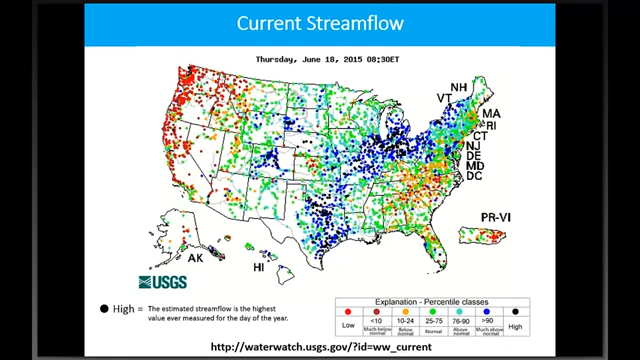 Current Streamflow
Thursday, June 18, 2015 08:30ET
NH
VT
MA
RI
CT
NJ
DE
MD
DC
PR-VI
AK
HI
USGS
High = The estimated streamflow is the highest
value ever measured for the day of the year.
Explanation - Percentile classes
Low <10 10-24 25-75 76-90 >90 High
Much below normal Below normal Normal Above normal Much above normal
http://waterwatch.usgs.gov/?id=ww_current